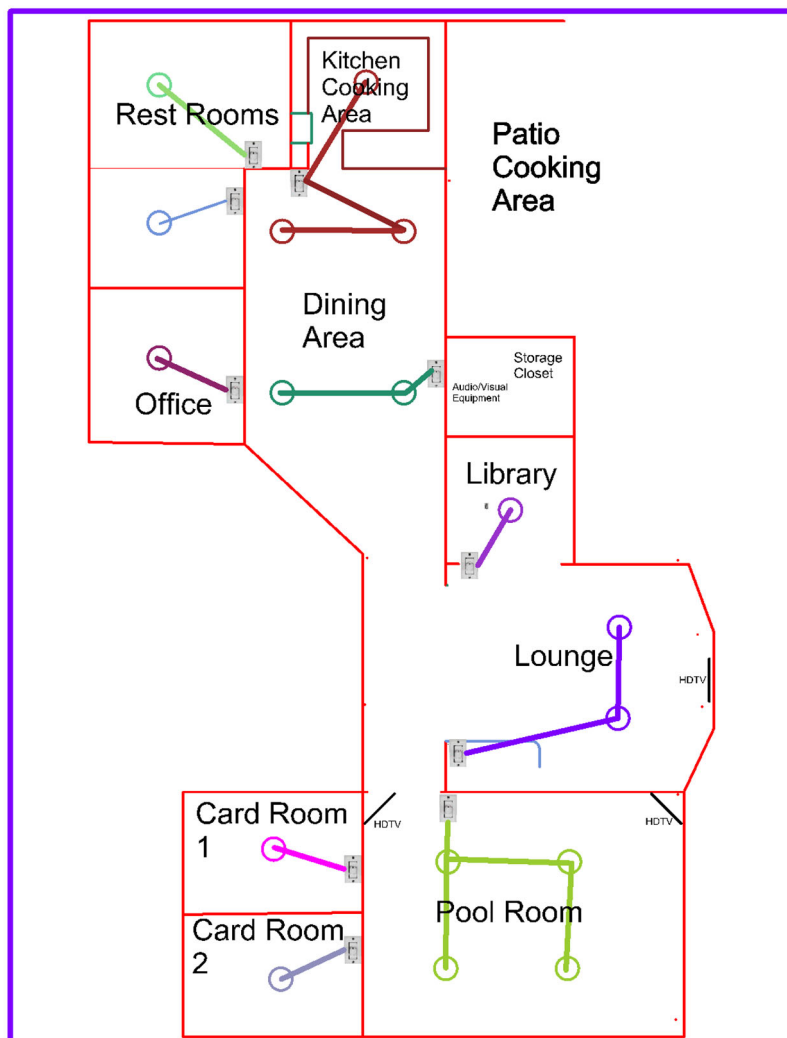 Kitchen
Cooking
Area
Rest Rooms
Patio
Cooking
Area
Dining
Area
Storage
Closet
Audio/Visual
Equipment
Office
Library
Lounge
HDTV
Card Room
1
HDTV
HDTV
Pool Room
Card Room
2